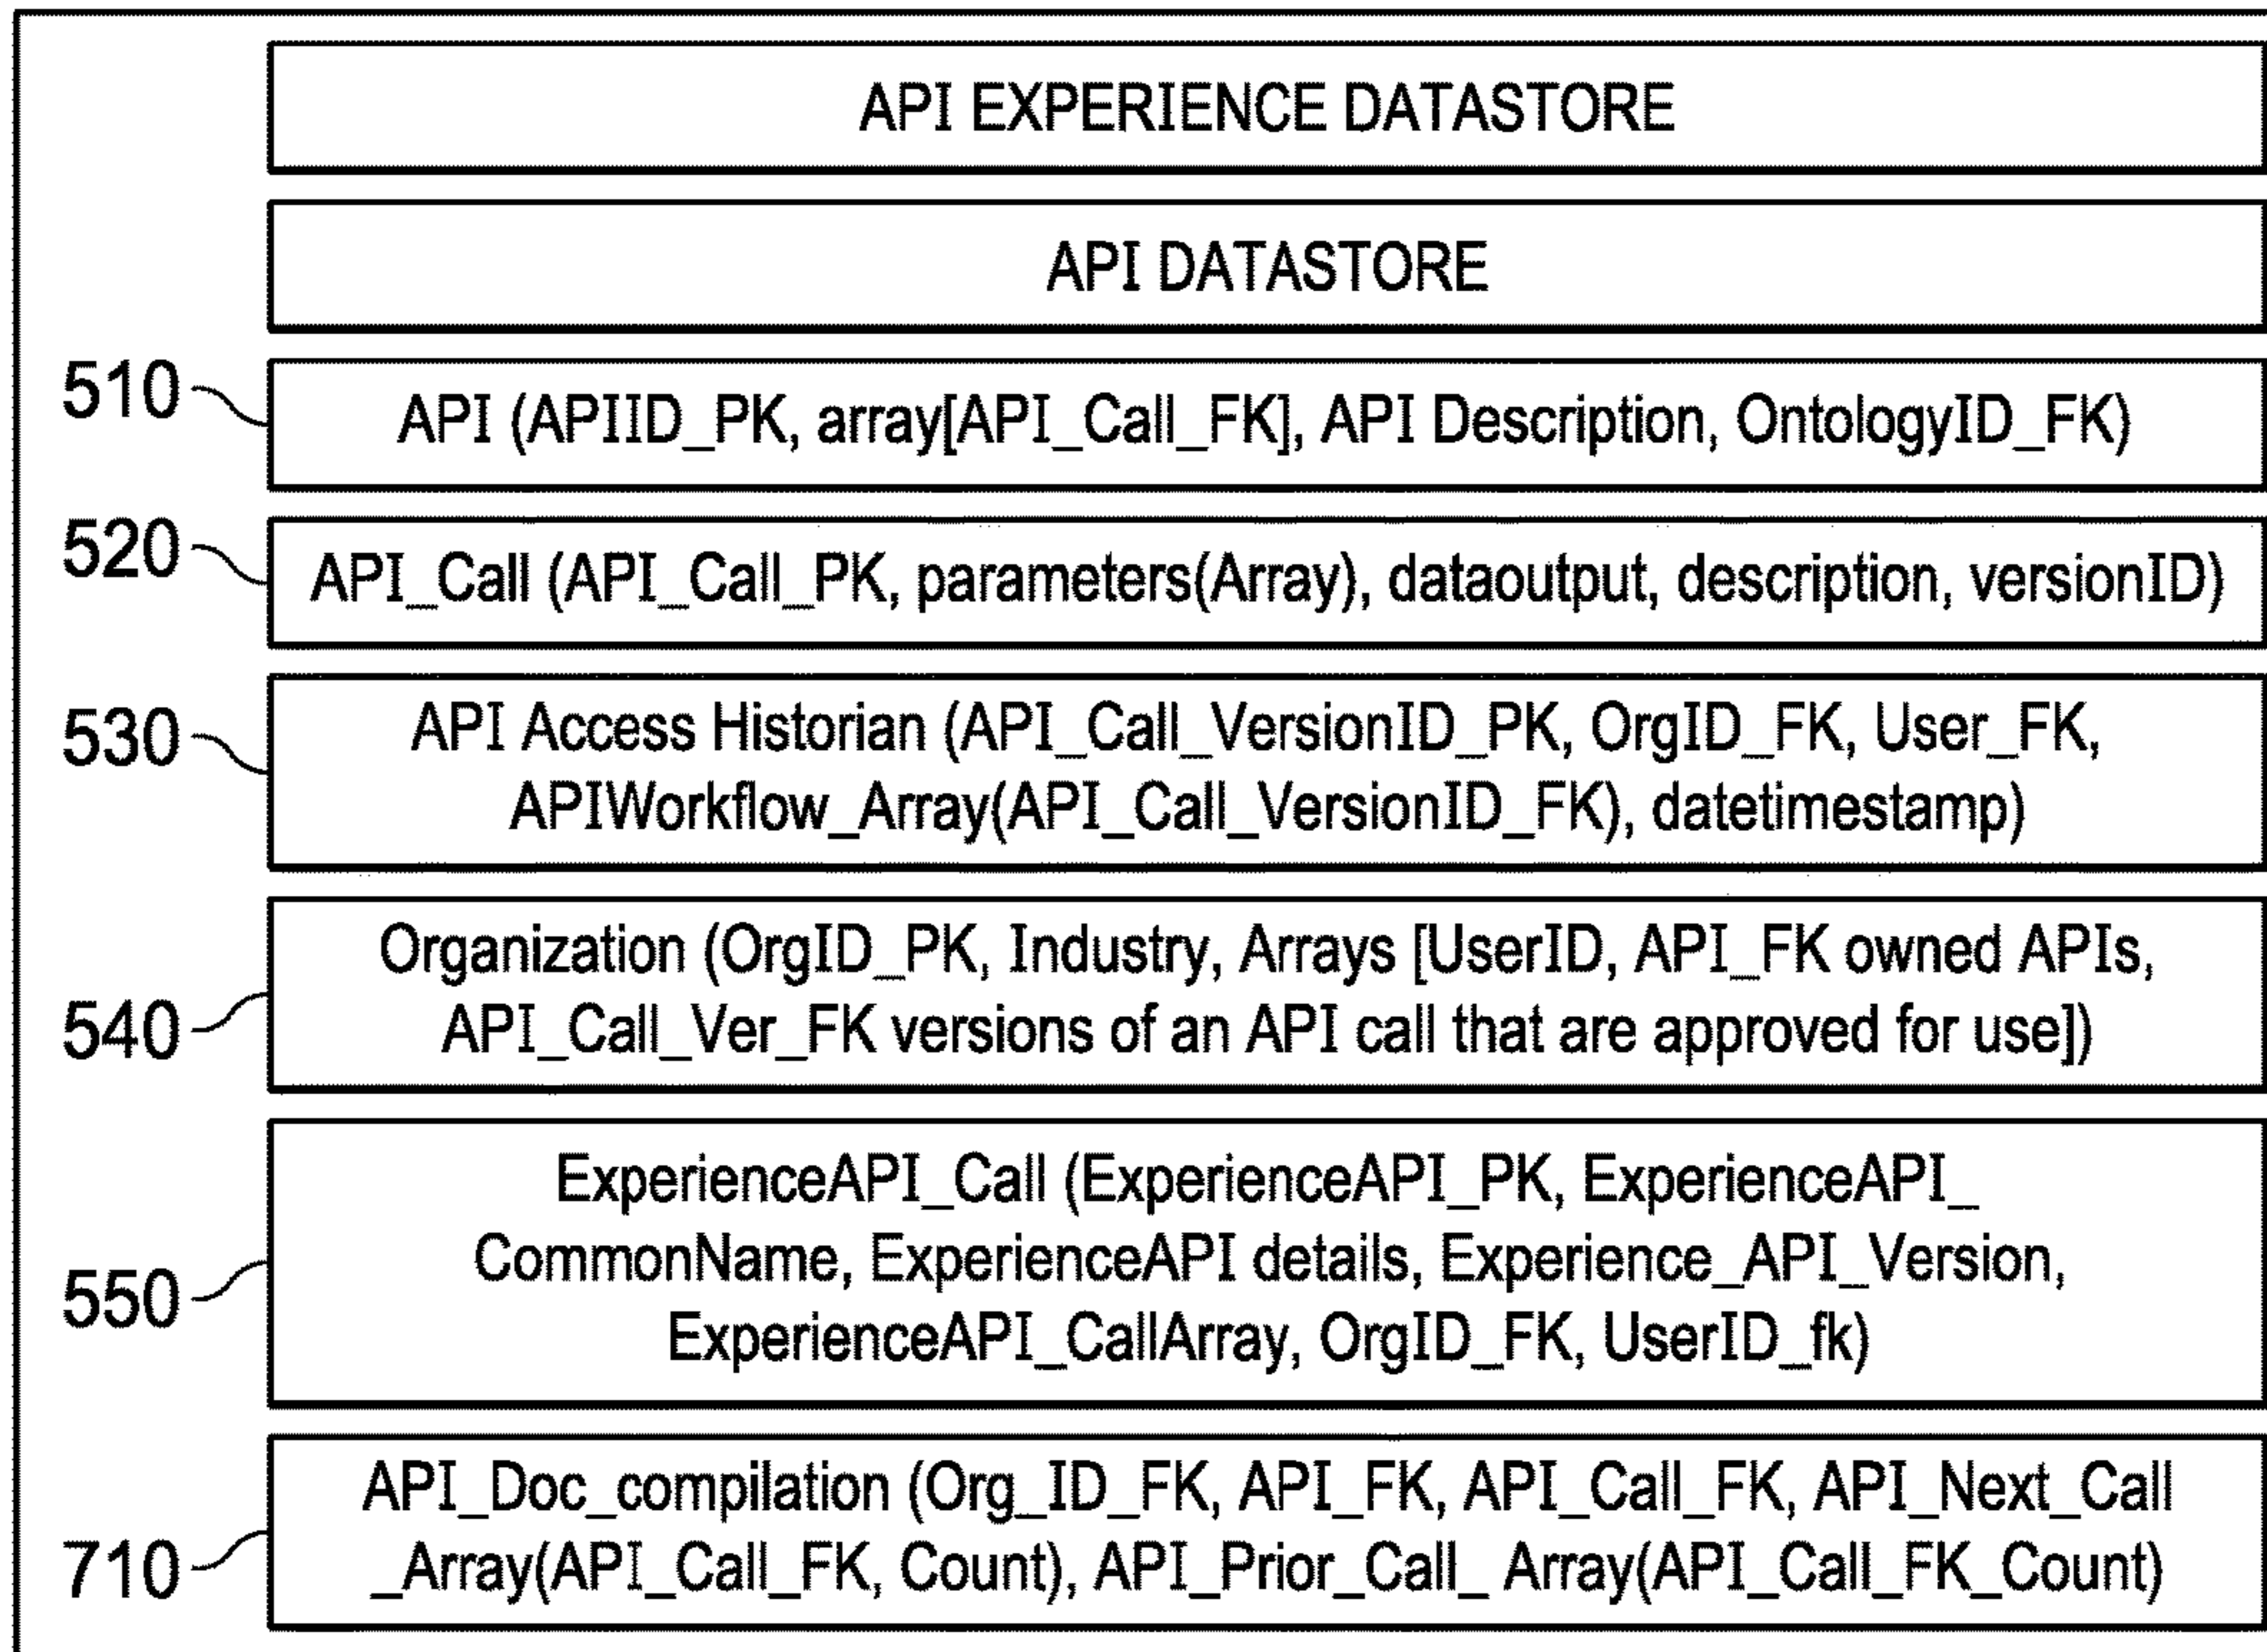 API EXPERIENCE DATASTORE
API DATASTORE
510
API (APIID_PK, array[API_Call_FK], API Description, OntologyID_FK)
520
API_Call (API_Call_PK, parameters(Array), dataoutput, description, versionID)
530
API Access Historian (API_Call_VersionID_PK, OrgID_FK, User_FK,
APIWorkflow_Array(API_Call_VersionID_FK), datetimestamp)
540
Organization (OrgID_PK, Industry, Arrays [UserID, API_FK owned APIs,
API_Call_Ver_FK versions of an API call that are approved for use])
550
ExperienceAPI_Call (ExperienceAPI_PK, ExperienceAPI_
CommonName, ExperienceAPI details, Experience_API_Version,
ExperienceAPI_CallArray, OrgID_FK, UserID_fk)
710
API_Doc_compilation (Org_ID_FK, API_FK, API_Call_FK, API_Next_Call
_Array(API_Call_FK, Count), API_Prior_Call_ Array(API_Call_FK_Count)